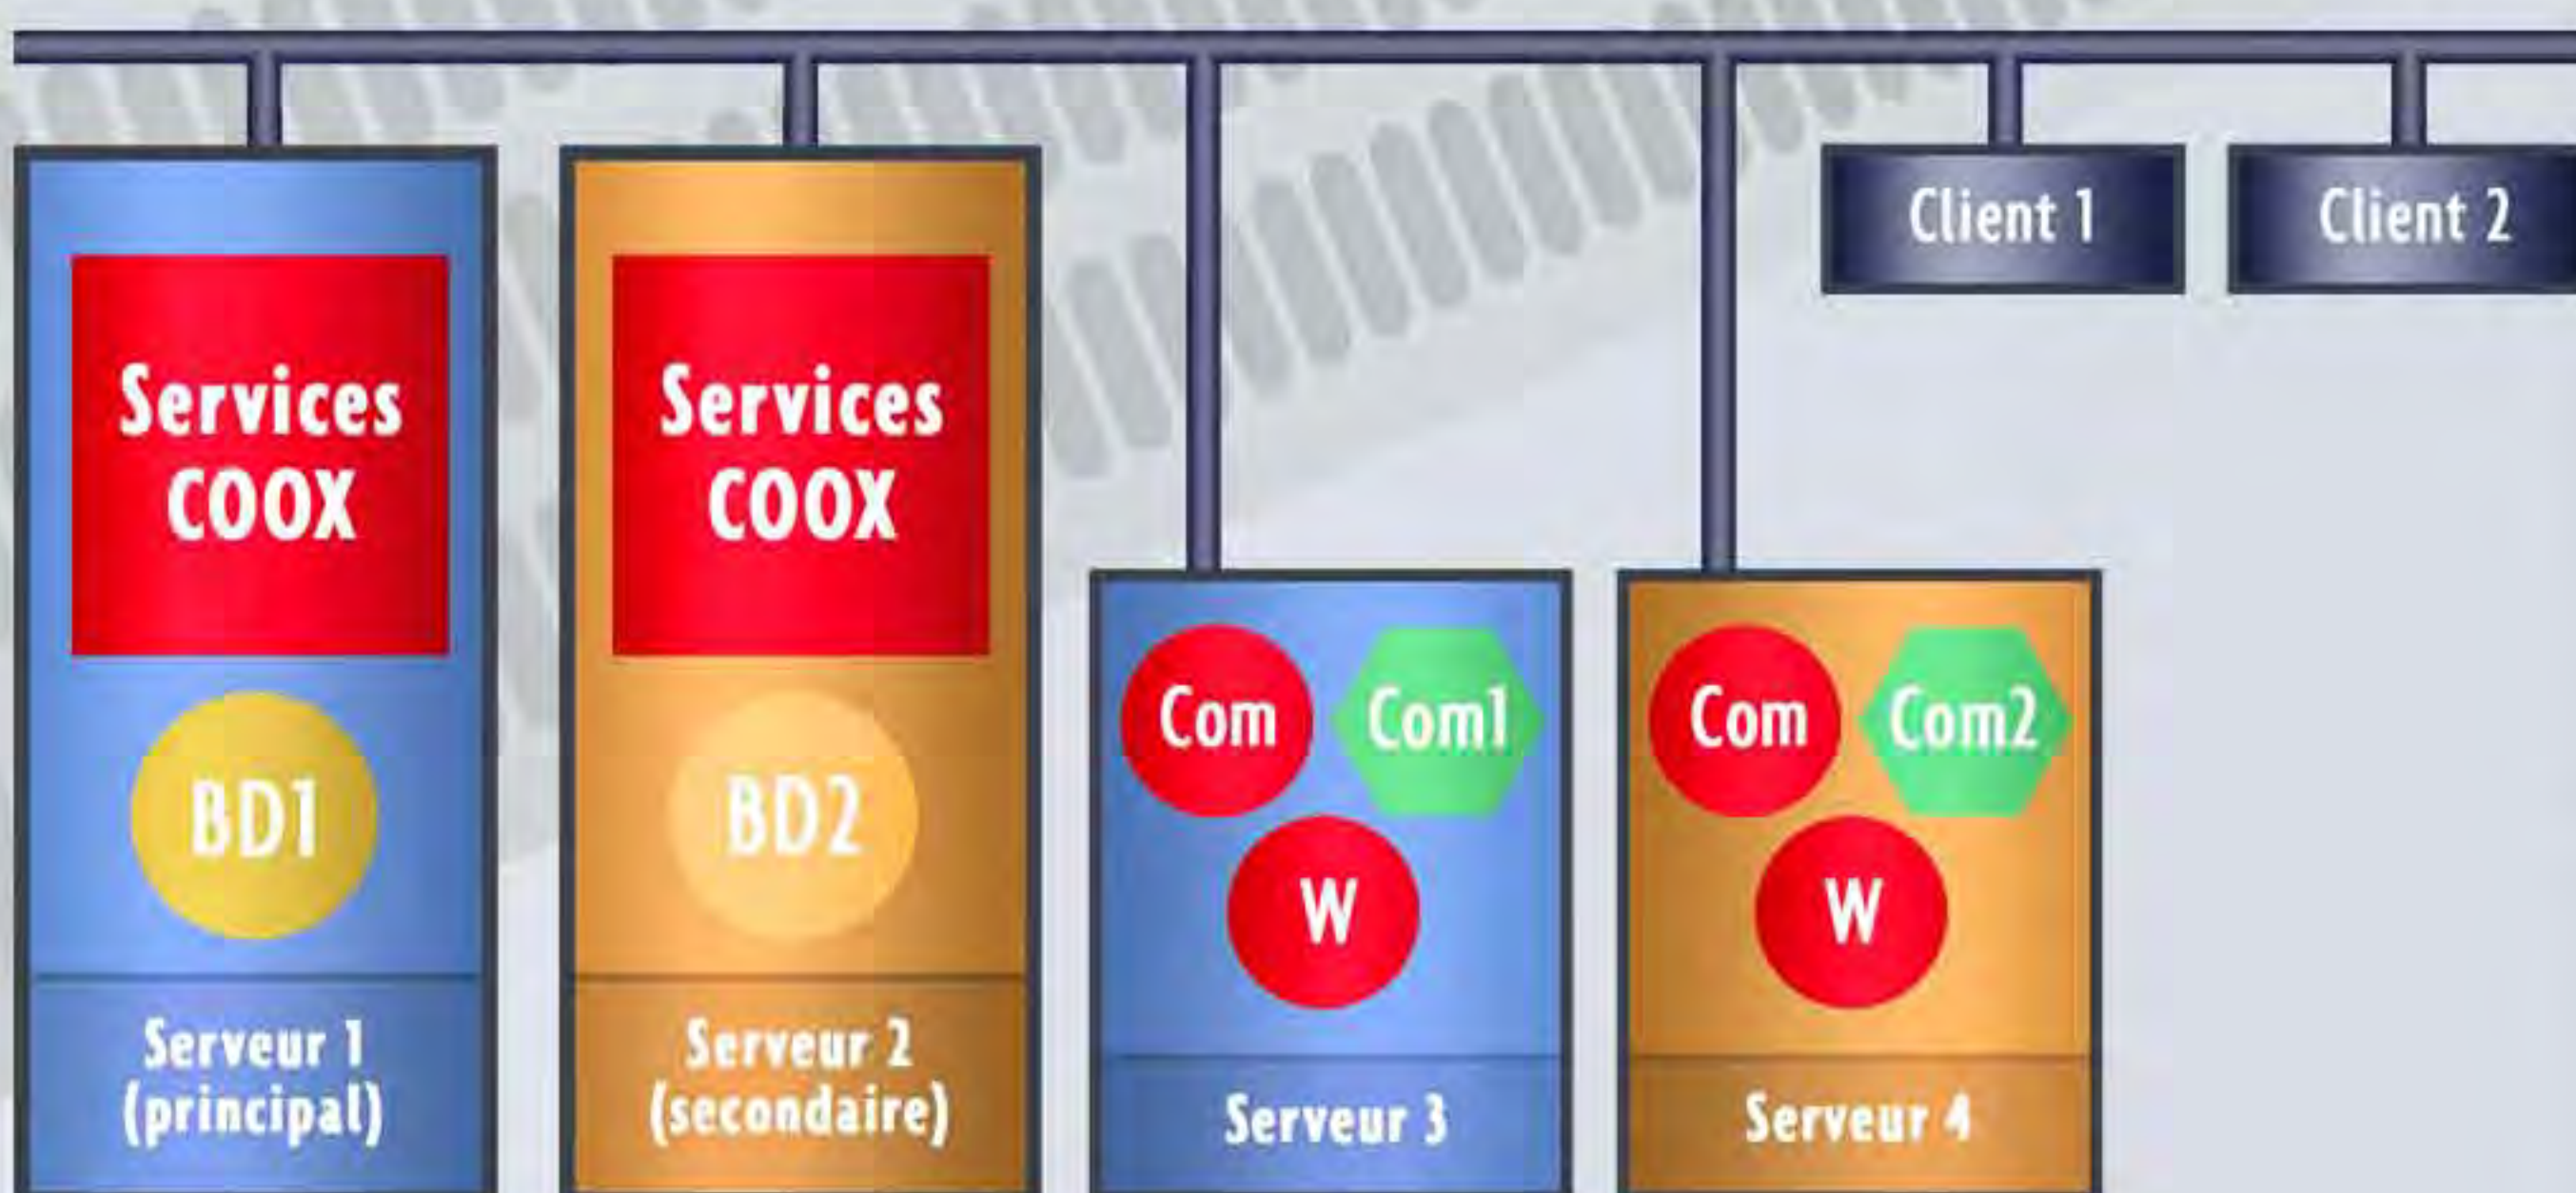 Services
COOX
BD1
Serveur 1
(principal)
Services
COOX
BD2
Serveur 2
(secondaire)
Com
Com1
W
Serveur 3
Com
Com2
W
Serveur 4
Client 1
Client 2